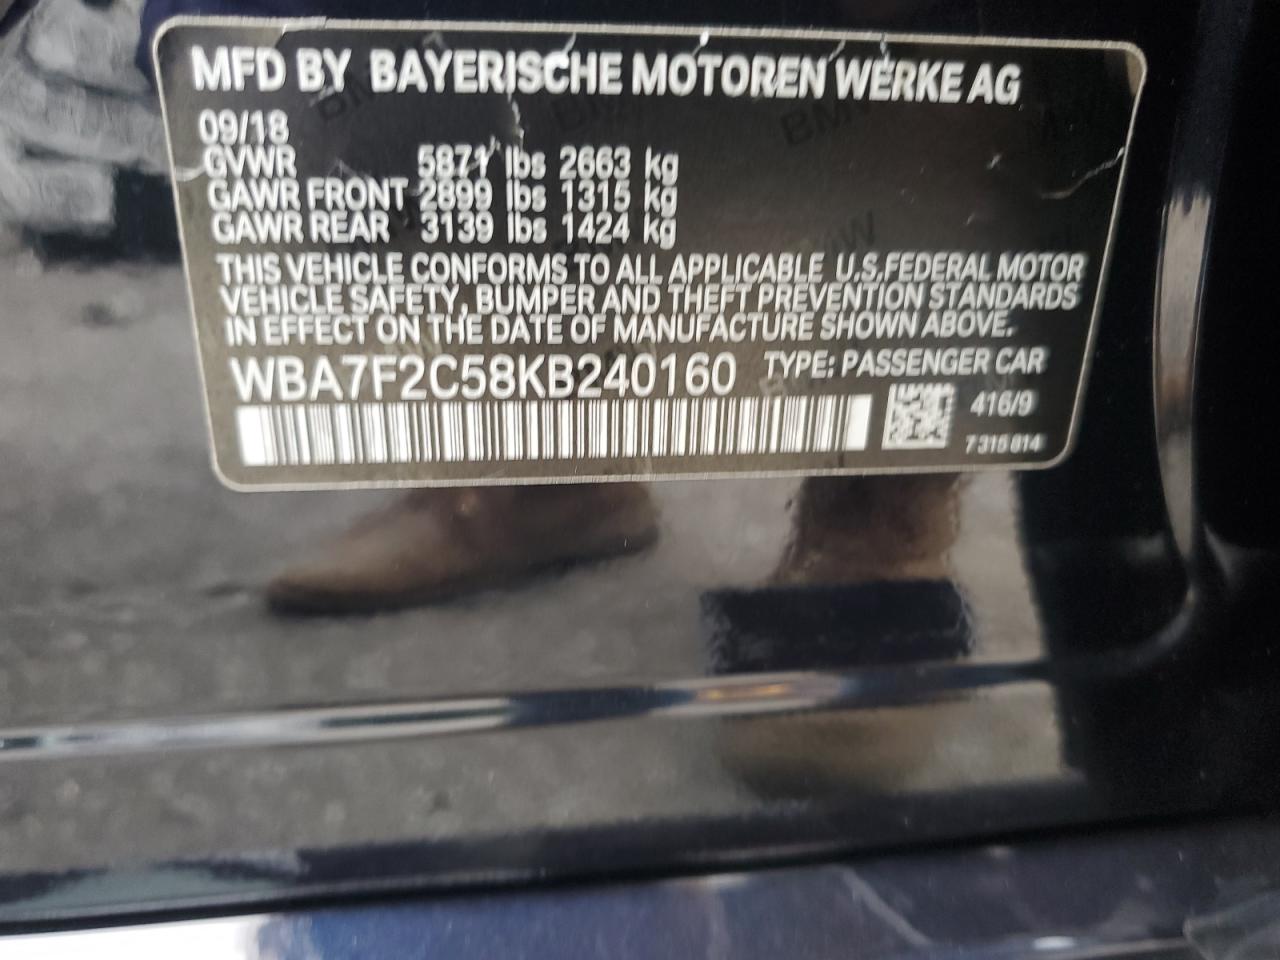 MFD BY BAYERISCHE MOTOREN WERKE AG
09/18
GVWR 5871 lbs 2663 kg
GAWR FRONT 2899 lbs 1315 kg
GAWR REAR 3139 lbs 1424 kg
THIS VEHICLE CONFORMS TO ALL APPLICABLE U.S.FEDERAL MOTOR
VEHICLE SAFETY, BUMPER AND THEFT PREVENTION STANDARDS
IN EFFECT ON THE DATE OF MANUFACTURE SHOWN ABOVE.
WBA7F2C58KB240160 TYPE: PASSENGER CAR
416/9
7 315 814